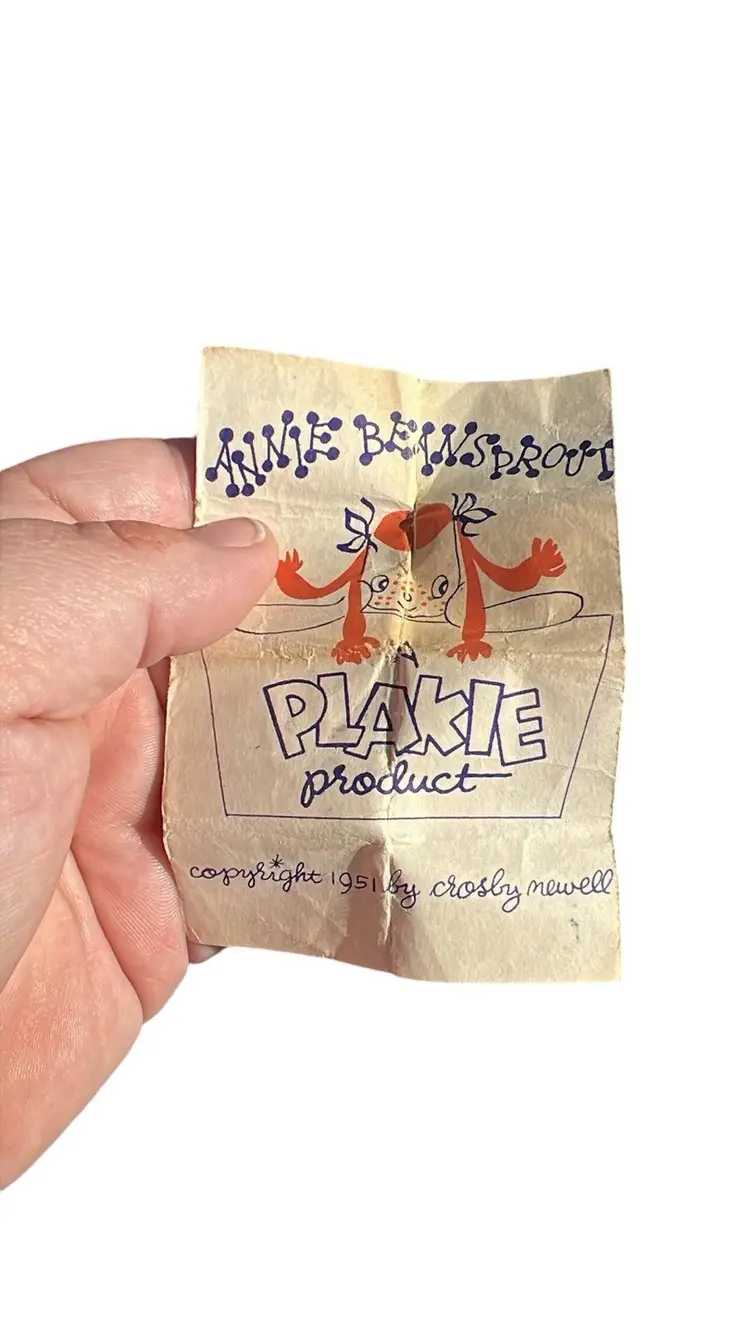 ANNIE BEANSPROUT
A
PLAKIE
product
copyright 1951 by crosby newell